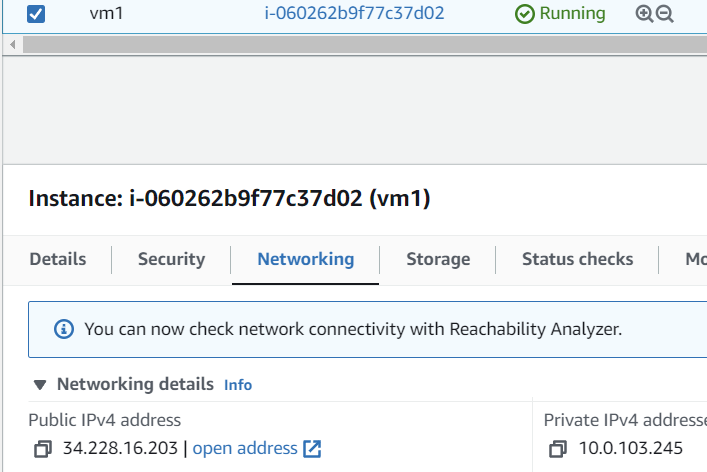 vm1 i-060262b9f77c37d02 Running
Instance: i-060262b9f77c37d02 (vm1)
Details Security Networking Storage Status checks Mo
You can now check network connectivity with Reachability Analyzer.
Networking details Info
Public IPv4 address Private IPv4 addresse
34.228.16.203 | open address 10.0.103.245